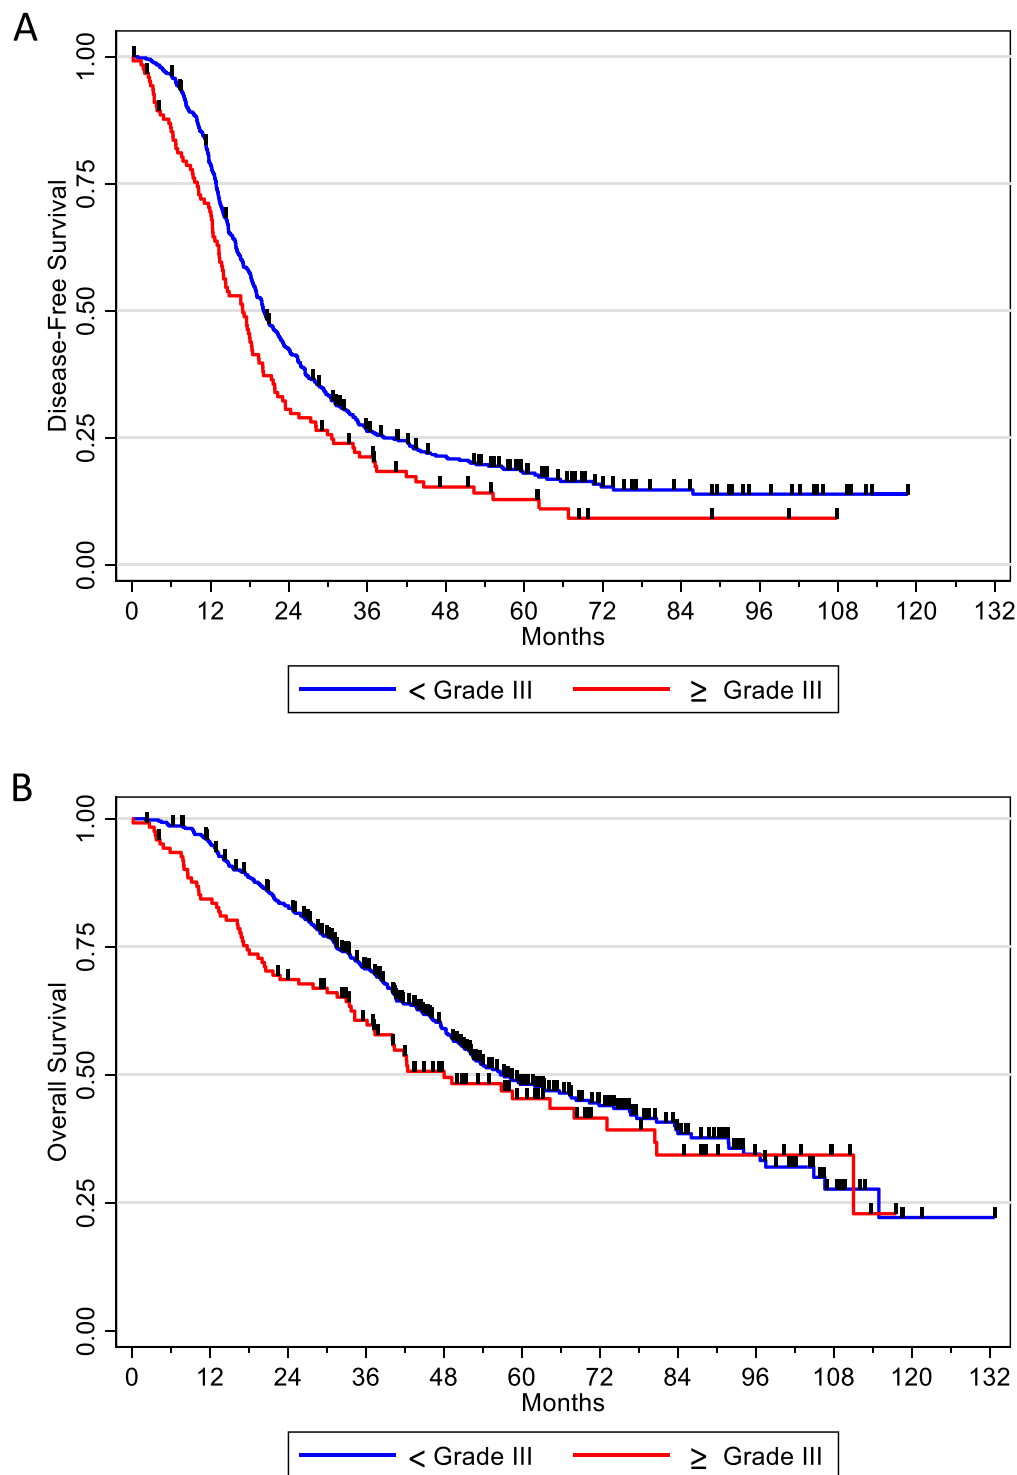 A
Disease-Free Survival
1.00
0.75
0.50
0.25
0.00
0 12 24 36 48 60 72 84 96 108 120 132
Months
< Grade III ≥ Grade III
B
Overall Survival
1.00
0.75
0.50
0.25
0.00
0 12 24 36 48 60 72 84 96 108 120 132
Months
< Grade III ≥ Grade III